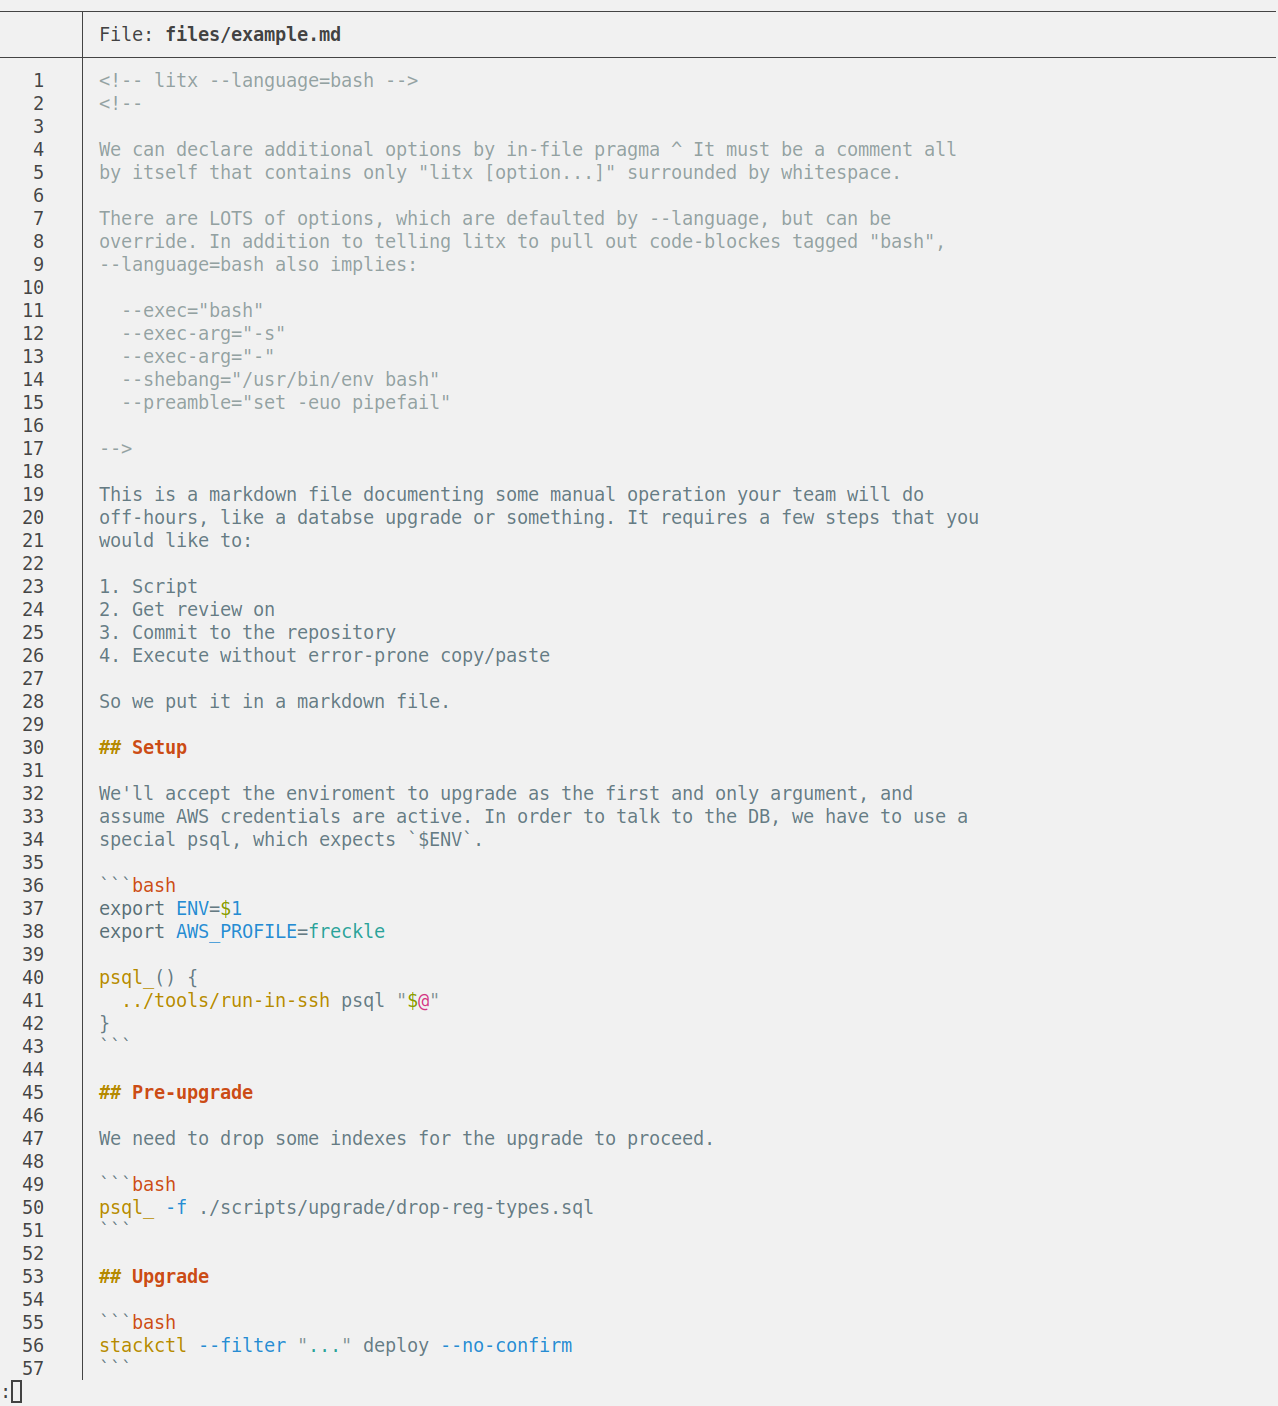 File: files/example.md
1 <!-- litx --language=bash -->
2 <!--
3
4 We can declare additional options by in-file pragma ^ It must be a comment all
5 by itself that contains only "litx [option...]" surrounded by whitespace.
6
7 There are LOTS of options, which are defaulted by --language, but can be
8 override. In addition to telling litx to pull out code-blockes tagged "bash",
9 --language=bash also implies:
10
11   --exec="bash"
12   --exec-arg="-s"
13   --exec-arg="-"
14   --shebang="/usr/bin/env bash"
15   --preamble="set -euo pipefail"
16
17 -->
18
19 This is a markdown file documenting some manual operation your team will do
20 off-hours, like a databse upgrade or something. It requires a few steps that you
21 would like to:
22
23 1. Script
24 2. Get review on
25 3. Commit to the repository
26 4. Execute without error-prone copy/paste
27
28 So we put it in a markdown file.
29
30 ## Setup
31
32 We'll accept the enviroment to upgrade as the first and only argument, and
33 assume AWS credentials are active. In order to talk to the DB, we have to use a
34 special psql, which expects `$ENV`.
35
36 ```bash
37 export ENV=$1
38 export AWS_PROFILE=freckle
39
40 psql_() {
41   ../tools/run-in-ssh psql "$@"
42 }
43 ```
44
45 ## Pre-upgrade
46
47 We need to drop some indexes for the upgrade to proceed.
48
49 ```bash
50 psql_ -f ./scripts/upgrade/drop-reg-types.sql
51 ```
52
53 ## Upgrade
54
55 ```bash
56 stackctl --filter "..." deploy --no-confirm
57 ```
: